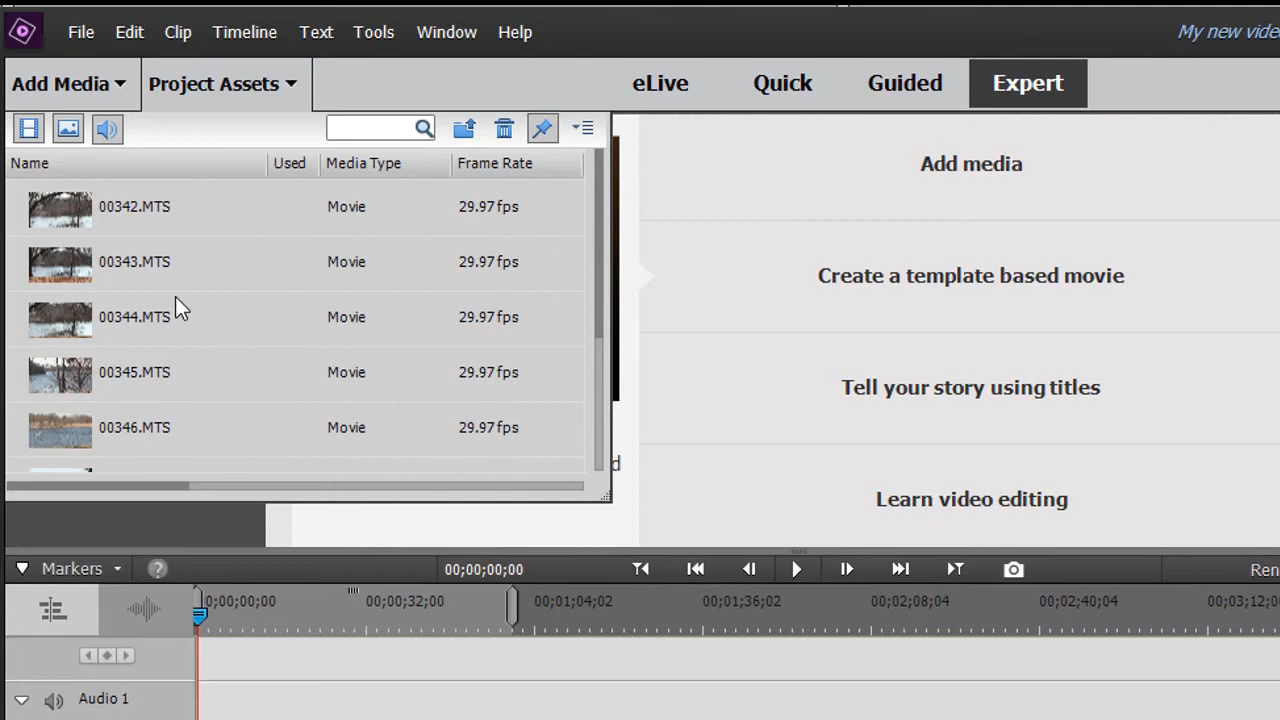 File Edit Clip Timeline Text Tools Window Help My new vide
Add Media Project Assets eLive Quick Guided Expert
Name Used Media Type Frame Rate
00342.MTS Movie 29.97 fps
00343.MTS Movie 29.97 fps
00344.MTS Movie 29.97 fps
00345.MTS Movie 29.97 fps
00346.MTS Movie 29.97 fps
Add media
Create a template based movie
Tell your story using titles
d
Learn video editing
Markers ? 00;00;00;00 Ren
0;00;00;00 00;00;32;00 00;01;04;02 00;01;36;02 00;02;08;04 00;02;40;04 00;03;12;0
Audio 1